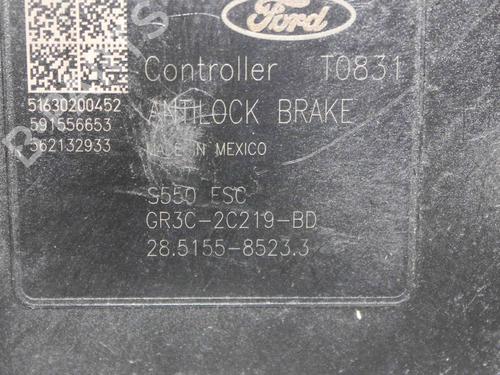 Ford
Controller T0831
51630200452
591556653
562132933
ANTILOCK BRAKE
MADE IN MEXICO
S550 ESC
GR3C-2C219-BD
28.5155-8523.3